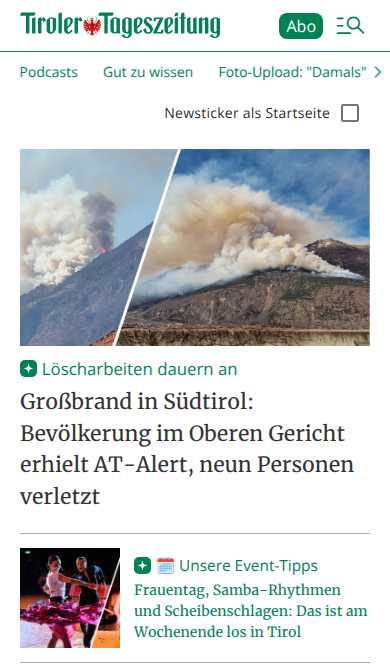 Tiroler Tageszeitung
Abo
Podcasts Gut zu wissen Foto-Upload: "Damals"
Newsticker als Startseite
Löscharbeiten dauern an
Großbrand in Südtirol:
Bevölkerung im Oberen Gericht
erhielt AT-Alert, neun Personen
verletzt
Unsere Event-Tipps
Frauentag, Samba-Rhythmen
und Scheibenschlagen: Das ist am
Wochenende los in Tirol